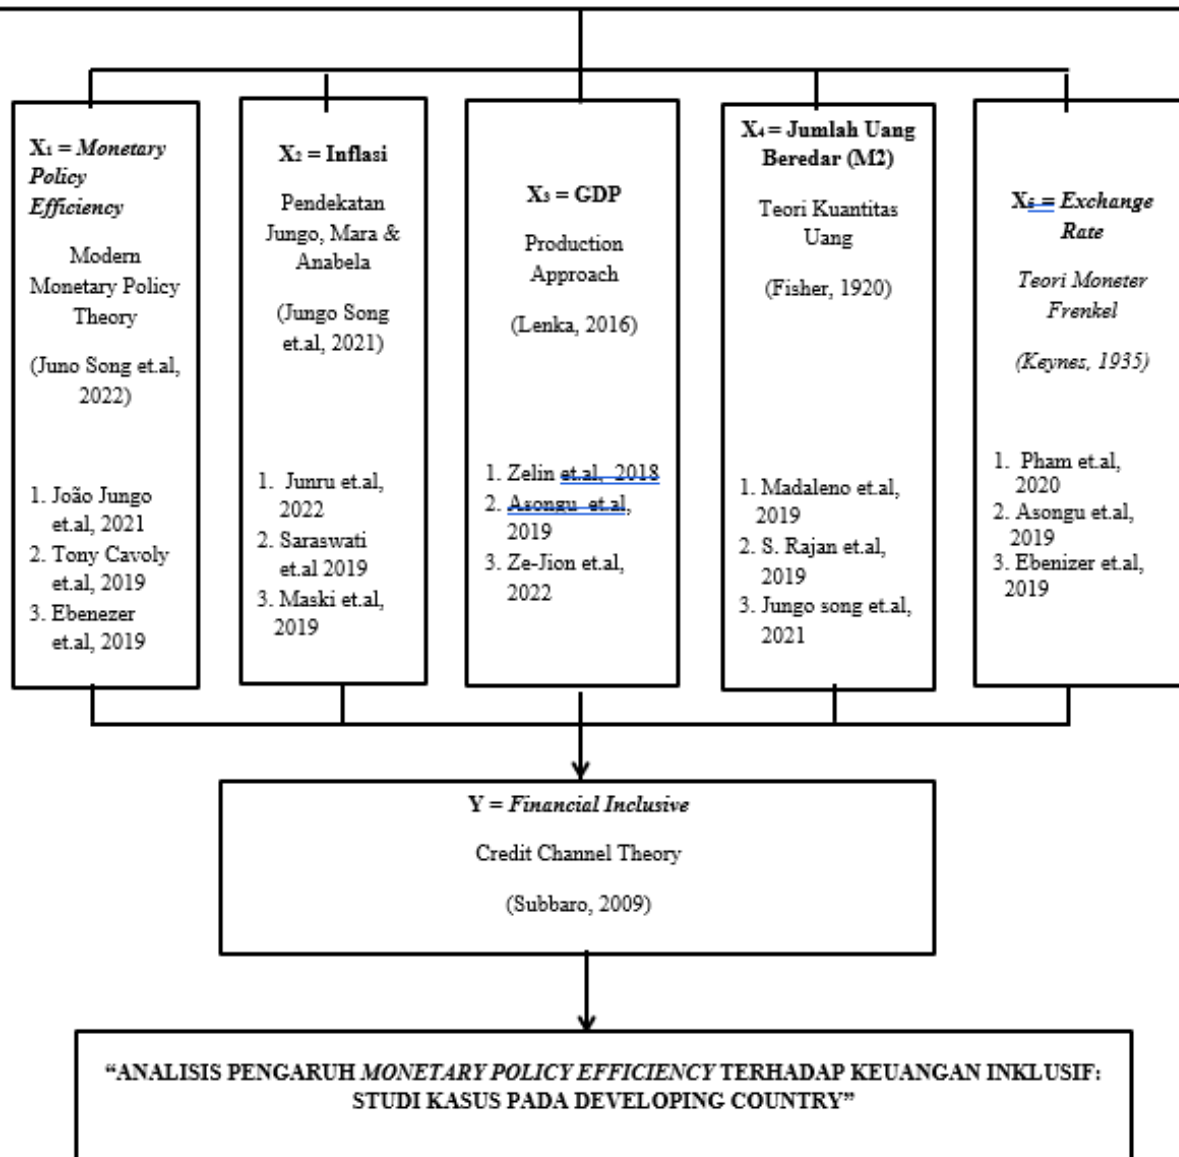 X₁ = Monetary
Policy
Efficiency
Modern
Monetary Policy
Theory
(Juno Song et.al,
2022)
1. João Jungo
et.al, 2021
2. Tony Cavoly
et.al, 2019
3. Ebenezer
et.al, 2019
X₂ = Inflasi
Pendekatan
Jungo, Mara &
Anabela
(Jungo Song
et.al, 2021)
1. Junru et.al,
2022
2. Saraswati
et.al 2019
3. Maski et.al,
2019
X₃ = GDP
Production
Approach
(Lenka, 2016)
1. Zelin et.al, 2018
2. Asongu et.al,
2019
3. Ze-Jion et.al,
2022
X₄ = Jumlah Uang
Beredar (M2)
Teori Kuantitas
Uang
(Fisher, 1920)
1. Madaleno et.al,
2019
2. S. Rajan et.al,
2019
3. Jungo song et.al,
2021
X₅ = Exchange
Rate
Teori Moneter
Frenkel
(Keynes, 1935)
1. Pham et.al,
2020
2. Asongu et.al,
2019
3. Ebenizer et.al,
2019
Y = Financial Inclusive
Credit Channel Theory
(Subbaro, 2009)
“ANALISIS PENGARUH MONETARY POLICY EFFICIENCY TERHADAP KEUANGAN INKLUSIF:
STUDI KASUS PADA DEVELOPING COUNTRY”